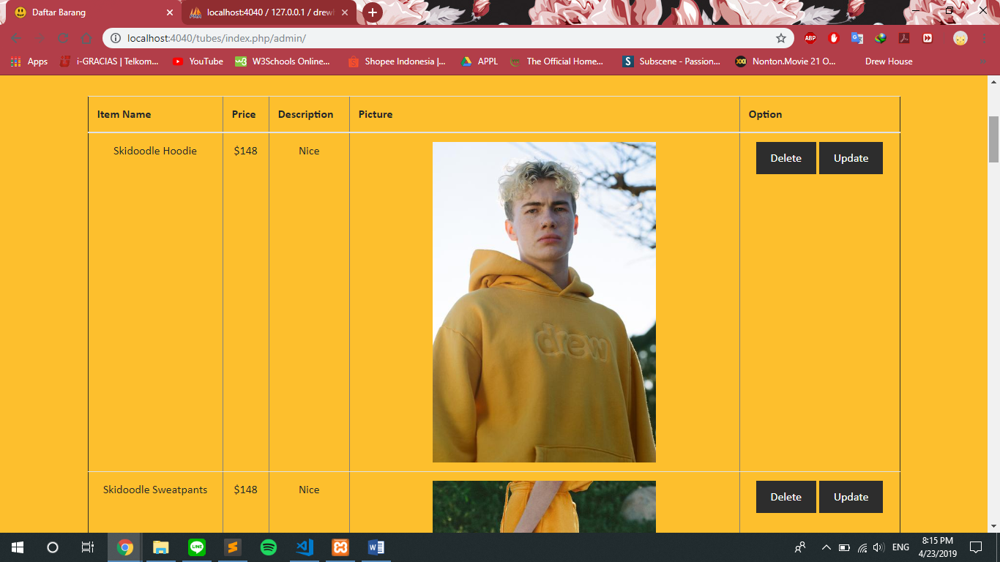 Daftar Barang
localhost:4040 / 127.0.0.1 / drew
localhost:4040/tubes/index.php/admin/
ABP
Apps i-GRACIAS | Telkom... YouTube W3Schools Online... Shopee Indonesia |... APPL The Official Home... Subscene - Passion... Nonton.Movie 21 O... Drew House
Item Name Price Description Picture Option
Skidoodle Hoodie $148 Nice Delete Update
drew
Skidoodle Sweatpants $148 Nice Delete Update
LINE
ENG
8:15 PM
4/23/2019